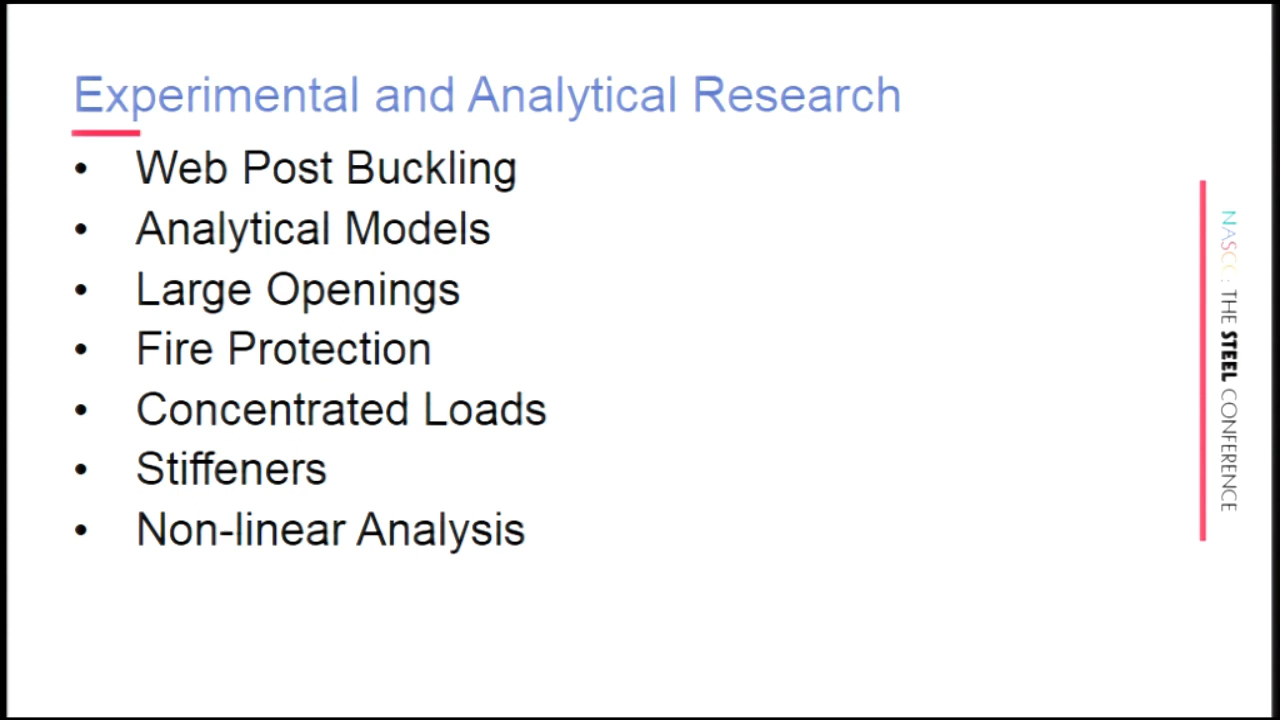 Experimental and Analytical Research
• Web Post Buckling
• Analytical Models
• Large Openings
• Fire Protection
• Concentrated Loads
• Stiffeners
• Non-linear Analysis
NASCC : THE STEEL CONFERENCE